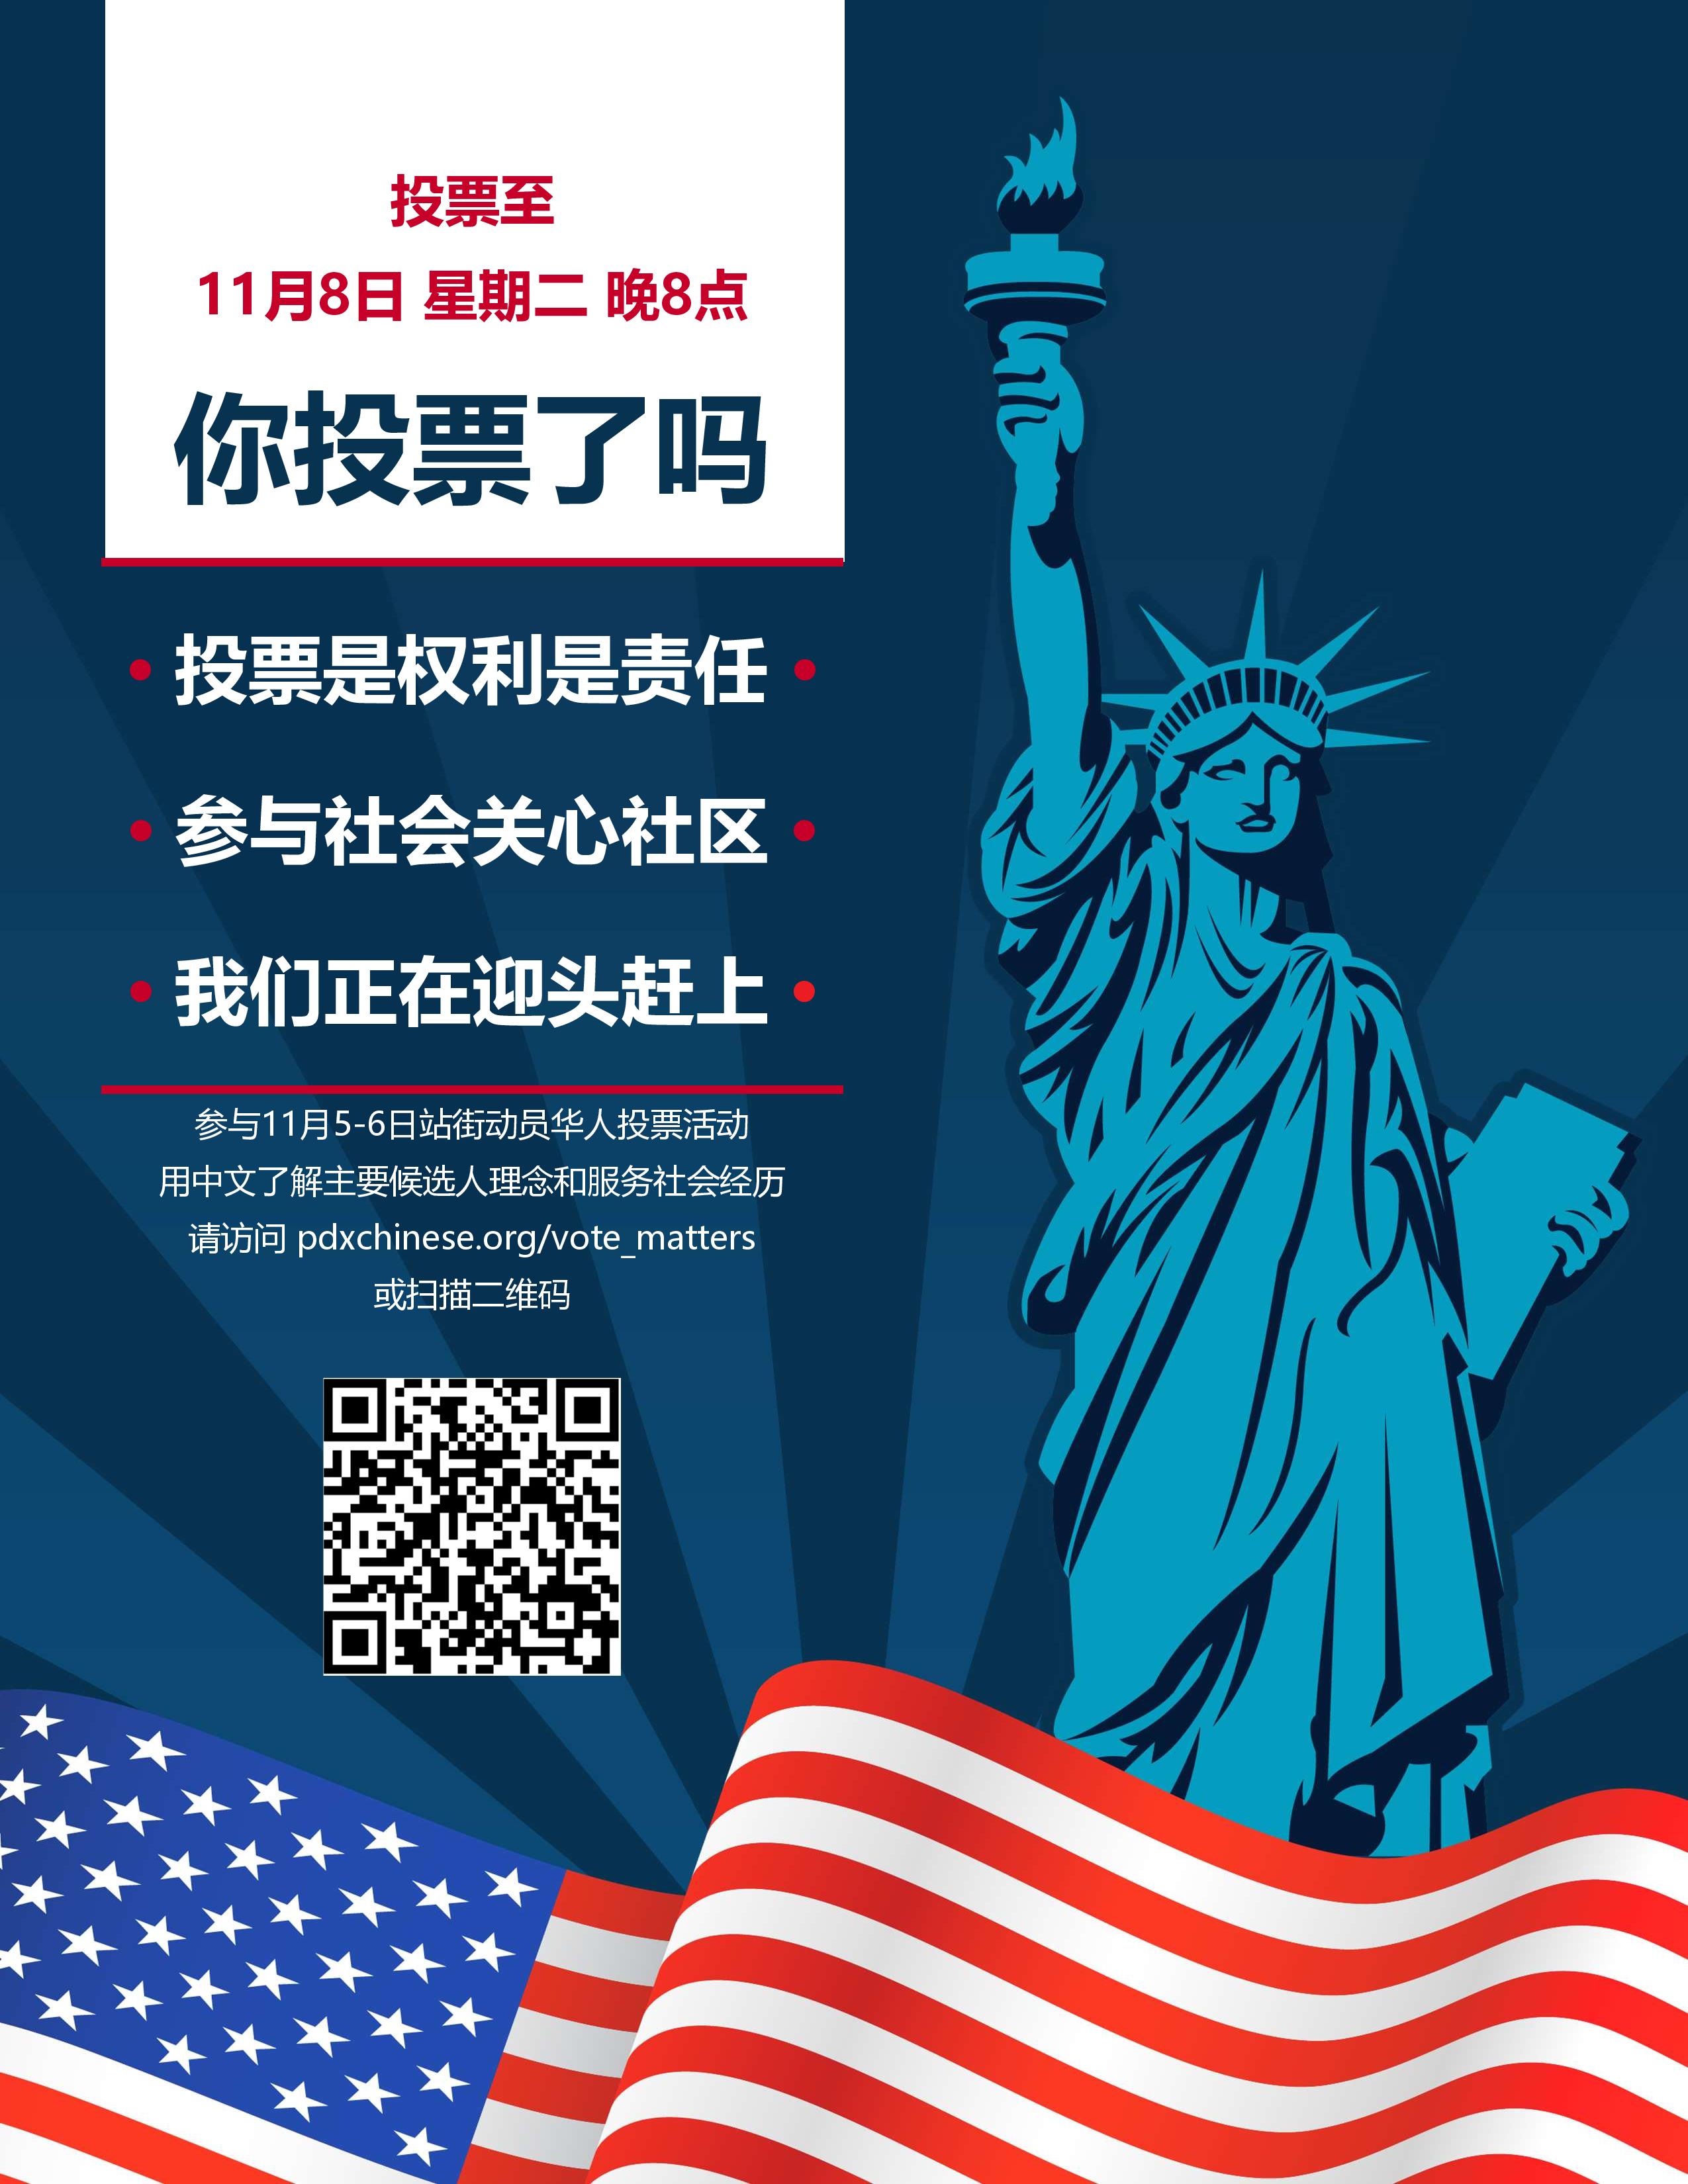 投票至
11月8日 星期二 晚8点
你投票了吗
• 投票是权利是责任 •
• 参与社会关心社区 •
• 我们正在迎头赶上 •
参与11月5-6日站街动员华人投票活动
用中文了解主要候选人理念和服务社会经历
请访问 pdxchinese.org/vote_matters
或扫描二维码